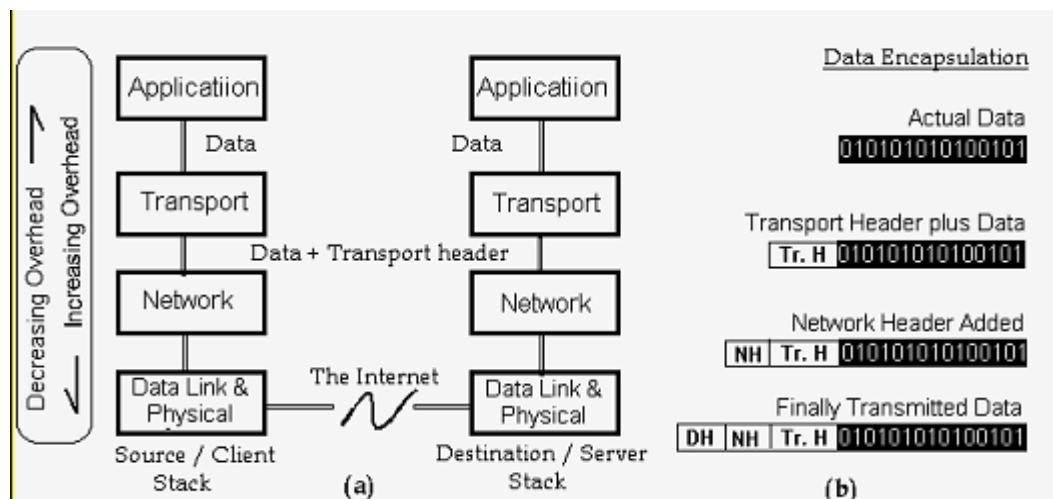 Decreasing Overhead
Increasing Overhead
Applicatiion
Data
Transport
Data + Transport header
Network
Data Link &
Physical
Source / Client
Stack
The Internet
(a)
Applicatiion
Data
Transport
Network
Data Link &
Physical
Destination / Server
Stack
Data Encapsulation
Actual Data
010101010100101
Transport Header plus Data
Tr. H 010101010100101
Network Header Added
NH Tr. H 010101010100101
Finally Transmitted Data
DH NH Tr. H 010101010100101
(b)